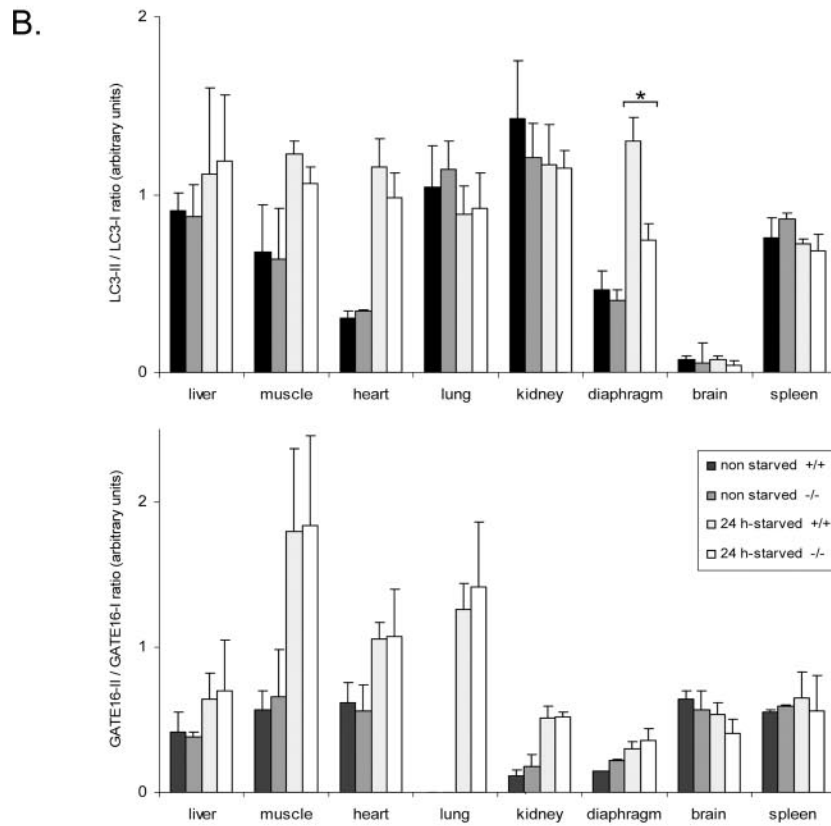 B.
2
1
0
LC3-II / LC3-I ratio (arbitrary units)
*
liver muscle heart lung kidney diaphragm brain spleen
2
1
0
GATE16-II / GATE16-I ratio (arbitrary units)
non starved +/+
non starved -/-
24 h-starved +/+
24 h-starved -/-
liver muscle heart lung kidney diaphragm brain spleen